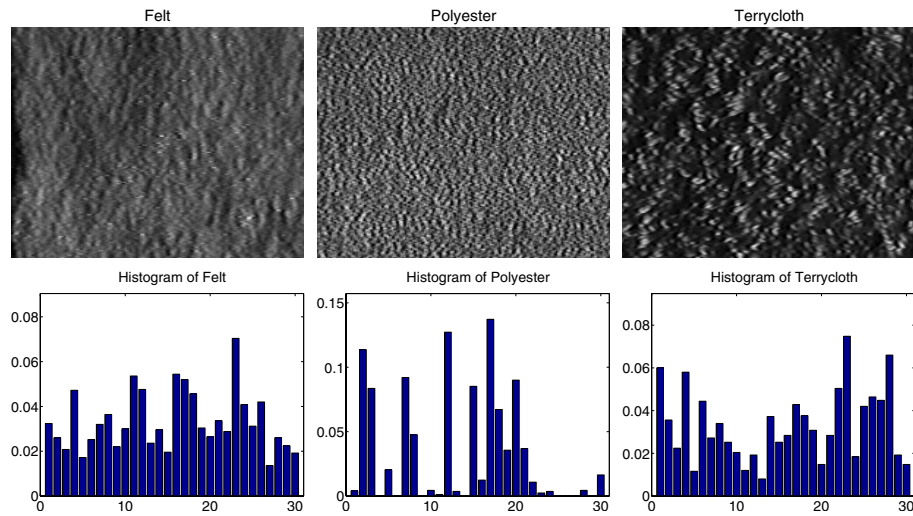 Felt
Polyester
Terrycloth
Histogram of Felt
Histogram of Polyester
Histogram of Terrycloth
0.08
0.06
0.04
0.02
0
0 10 20 30
0.15
0.1
0.05
0
0 10 20 30
0.08
0.06
0.04
0.02
0
0 10 20 30